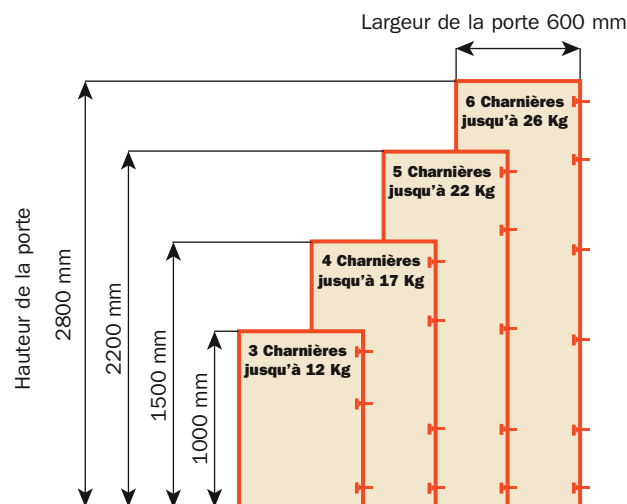 Largeur de la porte 600 mm
6 Charnières
jusqu'à 26 Kg
5 Charnières
jusqu'à 22 Kg
4 Charnières
jusqu'à 17 Kg
3 Charnières
jusqu'à 12 Kg
Hauteur de la porte
2800 mm
2200 mm
1500 mm
1000 mm